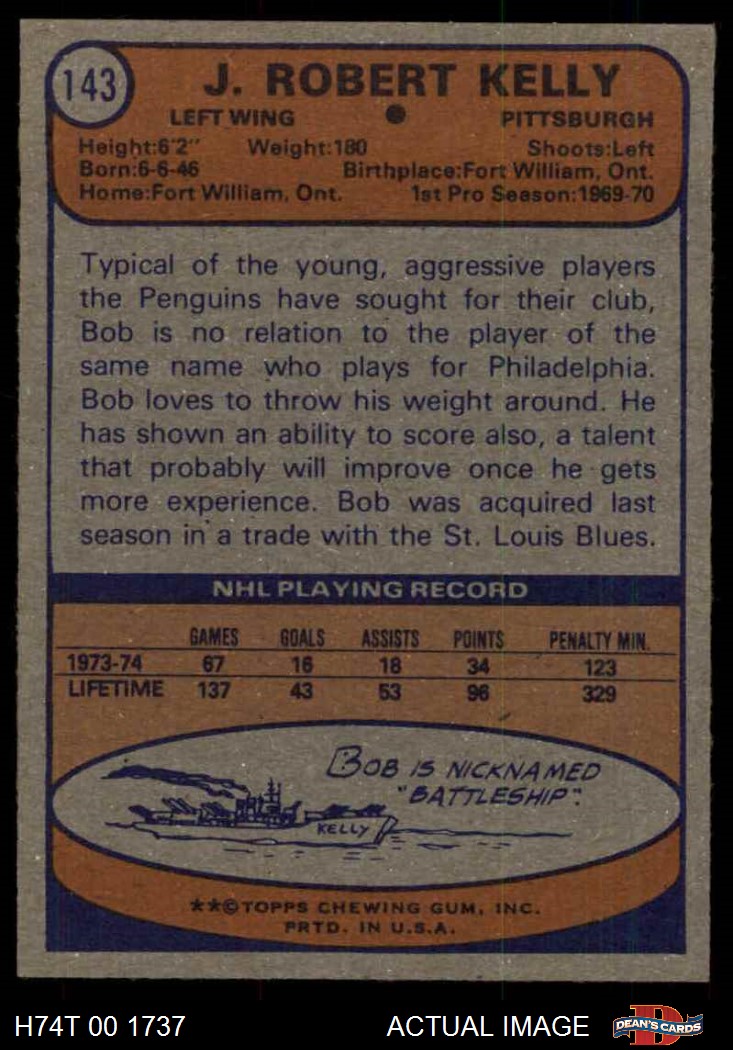 143
J. ROBERT KELLY
LEFT WING ● PITTSBURGH
Height:6'2" Weight:180 Shoots:Left
Born:6-6-46 Birthplace:Fort William, Ont.
Home:Fort William, Ont. 1st Pro Season:1969-70
Typical of the young, aggressive players
the Penguins have sought for their club,
Bob is no relation to the player of the
same name who plays for Philadelphia.
Bob loves to throw his weight around. He
has shown an ability to score also, a talent
that probably will improve once he gets
more experience. Bob was acquired last
season in a trade with the St. Louis Blues.
NHL PLAYING RECORD
GAMES GOALS ASSISTS POINTS PENALTY MIN.
1973-74 67 16 18 34 123
LIFETIME 137 43 53 96 329
BOB IS NICKNAMED
"BATTLESHIP".
KELLY
**©TOPPS CHEWING GUM, INC.
PRTD. IN U.S.A.
H74T 00 1737 ACTUAL IMAGE D DEAN'S CARDS